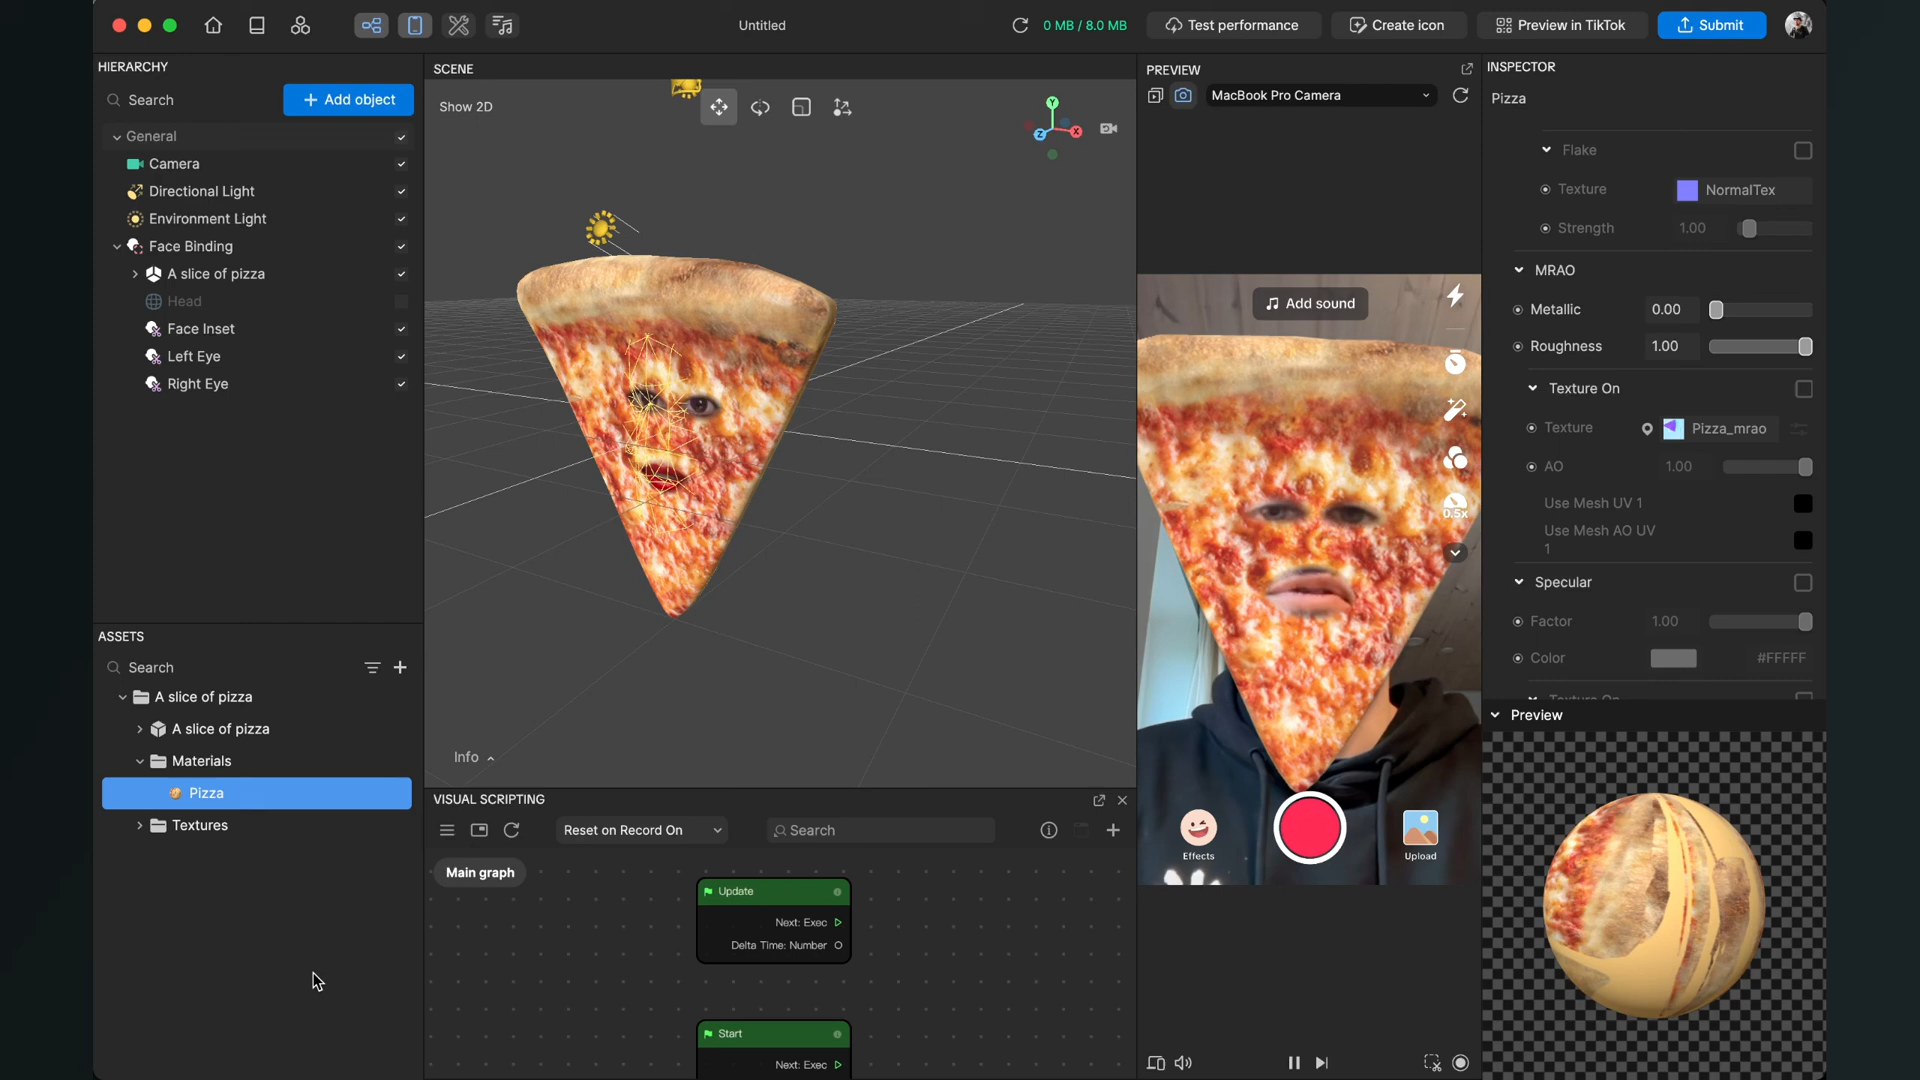 Untitled
0 MB / 8.0 MB
Test performance
Create icon
Preview in TikTok
Submit
HIERARCHY
Search
Add object
General
Camera
Directional Light
Environment Light
Face Binding
A slice of pizza
Head
Face Inset
Left Eye
Right Eye
ASSETS
Search
A slice of pizza
A slice of pizza
Materials
Pizza
Textures
SCENE
Show 2D
Y
X
Z
Info
VISUAL SCRIPTING
Reset on Record On
Search
Main graph
Update
Next: Exec
Delta Time: Number
Start
Next: Exec
PREVIEW
MacBook Pro Camera
Add sound
0.5x
Effects
Upload
INSPECTOR
Pizza
Flake
Texture
NormalTex
Strength
1.00
MRAO
Metallic
0.00
Roughness
1.00
Texture On
Texture
Pizza_mrao
AO
1.00
Use Mesh UV 1
Use Mesh AO UV
1
Specular
Factor
1.00
Color
#FFFFF
Texture On
Preview